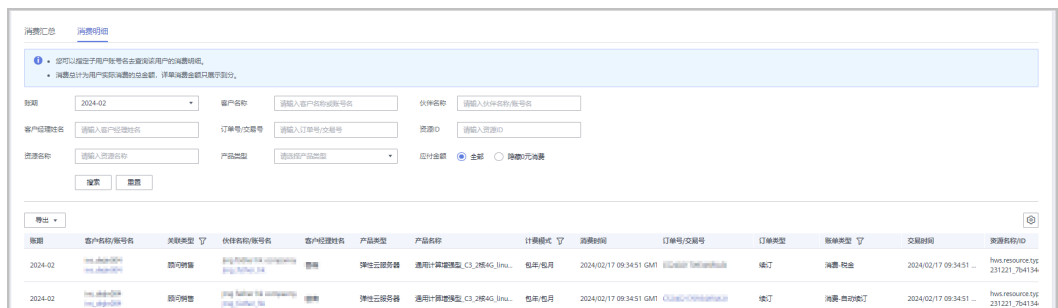 消费汇总 消费明细
• 您可以指定子用户账号名去查询该用户的消费明细。
• 消费总计为用户实际消费的总金额，详单消费金额只展示到分。
账期 2024-02 客户名称 请输入客户名称或账号名 伙伴名称 请输入伙伴名称/账号名
客户经理姓名 请输入客户经理姓名 订单号/交易号 请输入订单号/交易号 资源ID 请输入资源ID
资源名称 请输入资源名称 产品类型 请选择产品类型 应付金额 全部 隐藏0元消费
搜索 重置
导出
账期 客户名称/账号名 关联类型 伙伴名称/账号名 客户经理姓名 产品类型 产品名称 计费模式 消费时间 订单号/交易号 订单类型 账单类型 交易时间 资源名称/ID
2024-02 顾问销售 弹性云服务器 通用计算增强型_C3_2核4G_linu... 包年/包月 2024/02/17 09:34:51 GMT 续订 消费-税金 2024/02/17 09:34:51 ... hws.resource.typ
231221_7b4134
2024-02 顾问销售 弹性云服务器 通用计算增强型_C3_2核4G_linu... 包年/包月 2024/02/17 09:34:51 GMT 续订 消费-自动续订 2024/02/17 09:34:51 ... hws.resource.typ
231221_7b4134